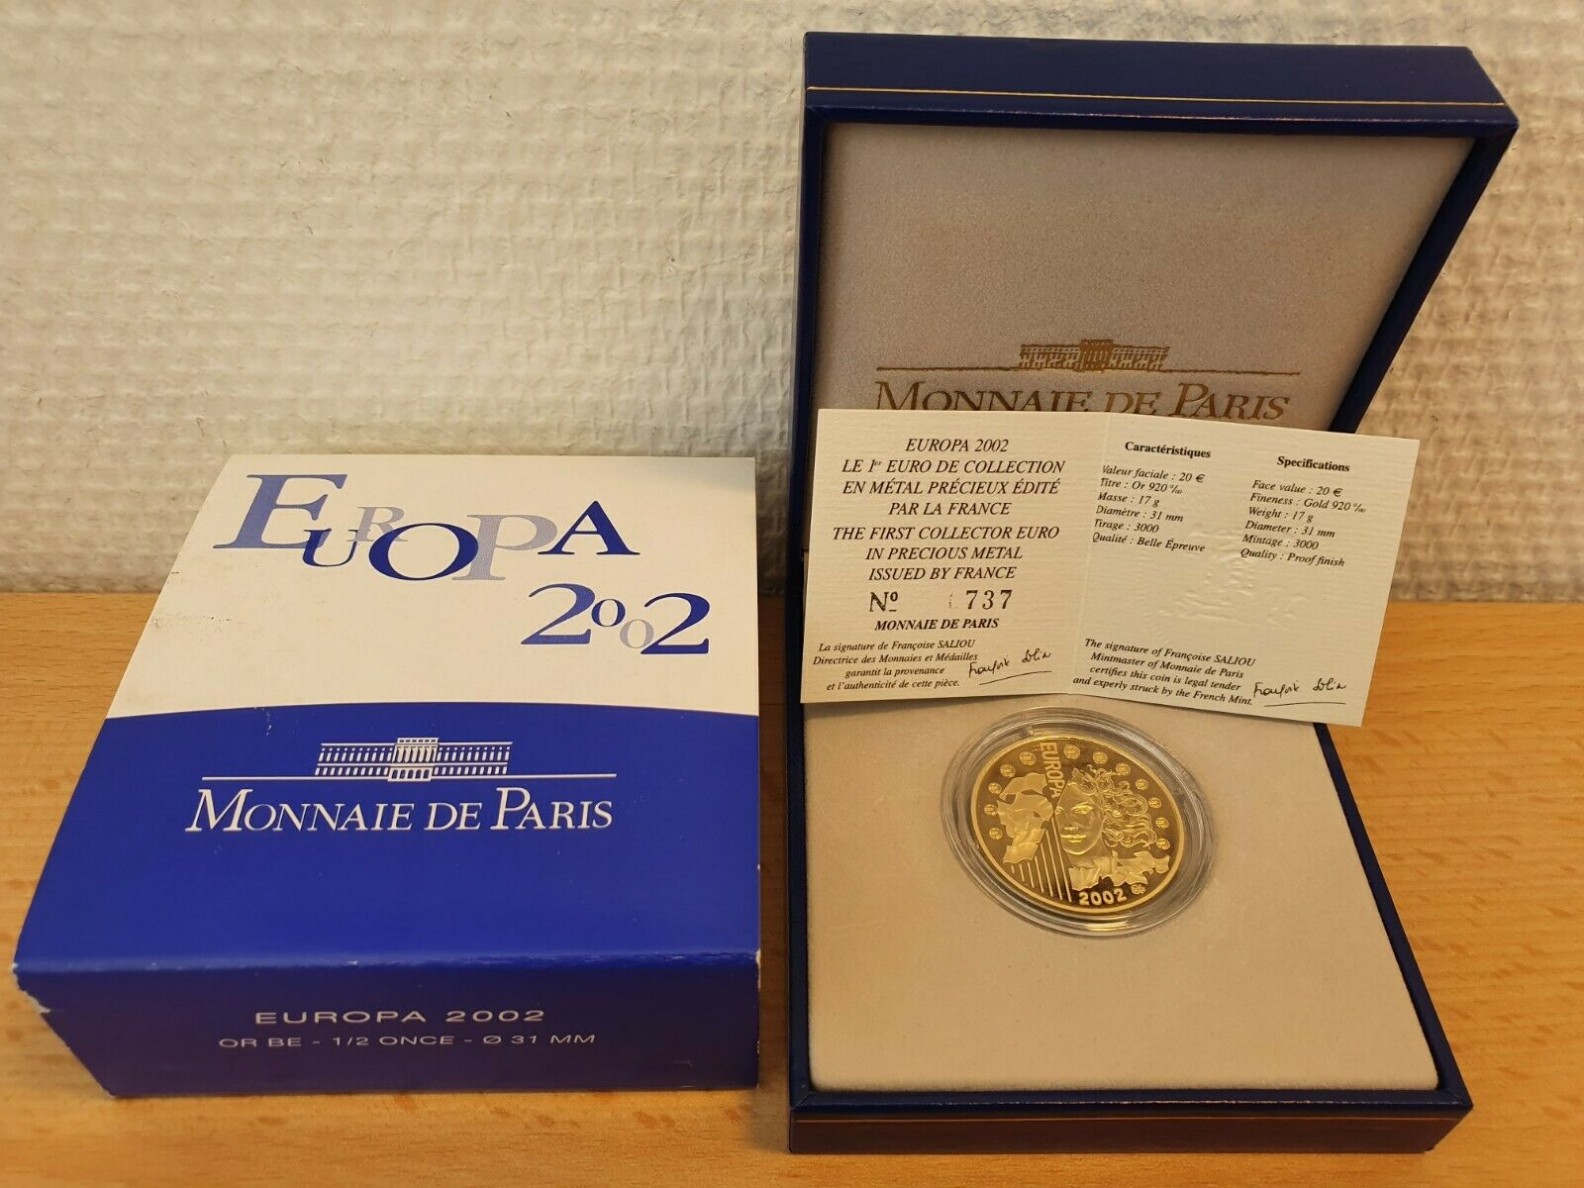 EUROPA
2002
MONNAIE DE PARIS
EUROPA 2002
OR BE - 1/2 ONCE - Ø 31 MM
MONNAIE DE PARIS
EUROPA 2002
LE 1er EURO DE COLLECTION
EN MÉTAL PRÉCIEUX ÉDITÉ
PAR LA FRANCE
THE FIRST COLLECTOR EURO
IN PRECIOUS METAL
ISSUED BY FRANCE
Nº 737
MONNAIE DE PARIS
La signature de Françoise SALIOU
Directrice des Monnaies et Médailles
garantit la provenance
et l'authenticité de cette pièce.
Caractéristiques
Valeur faciale : 20 €
Titre : Or 920 ‰
Masse : 17 g
Diamètre : 31 mm
Tirage : 3000
Qualité : Belle Épreuve
Specifications
Face value : 20 €
Fineness : Gold 920 ‰
Weight : 17 g
Diameter : 31 mm
Mintage : 3000
Quality : Proof finish
The signature of Françoise SALIOU
Mintmaster of Monnaie de Paris
certifies this coin is legal tender
and experly struck by the French Mint.
EUROPA
2002